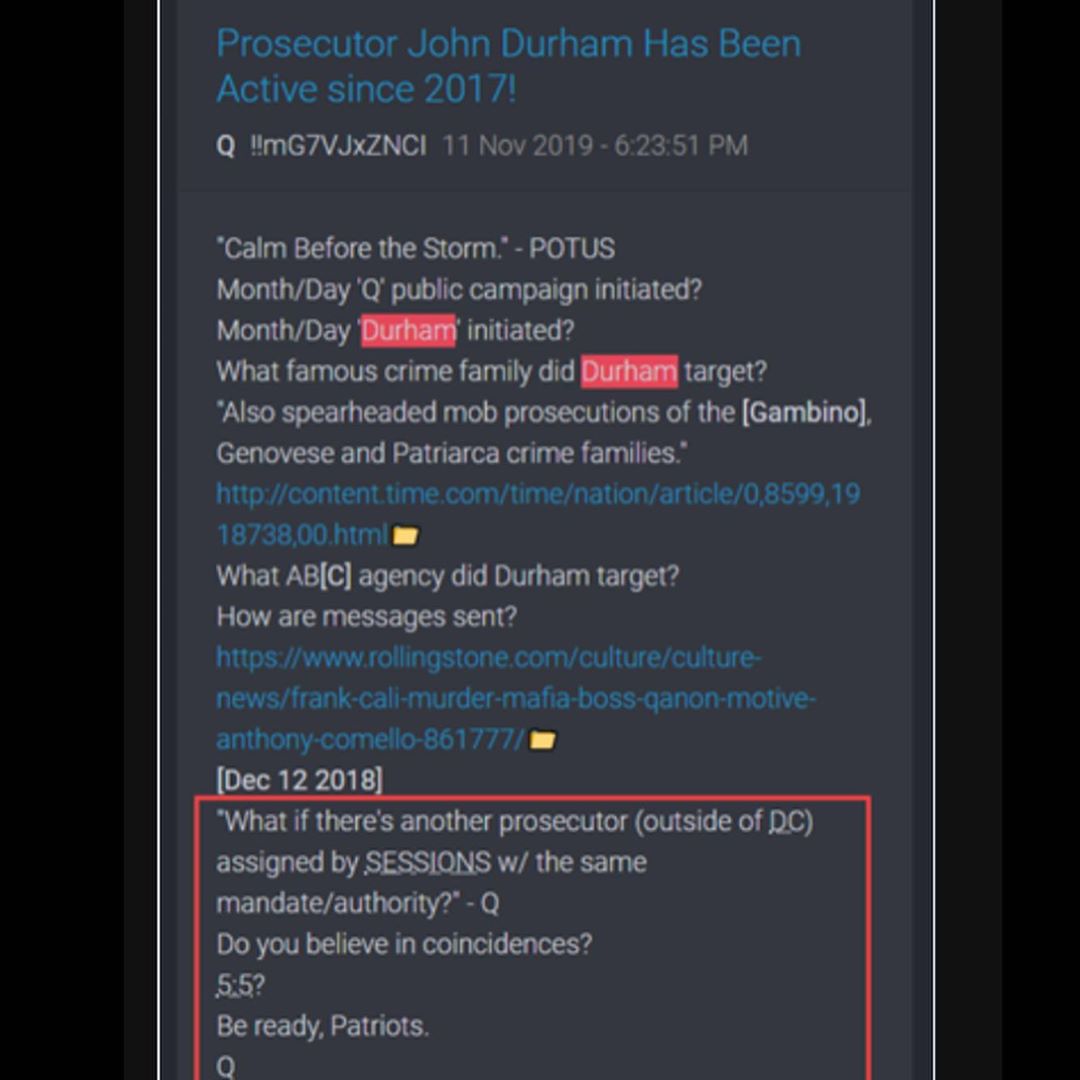 Prosecutor John Durham Has Been
Active since 2017!
Q !!mG7VJxZNCI 11 Nov 2019 - 6:23:51 PM
"Calm Before the Storm." - POTUS
Month/Day 'Q' public campaign initiated?
Month/Day 'Durham' initiated?
What famous crime family did Durham target?
"Also spearheaded mob prosecutions of the [Gambino],
Genovese and Patriarca crime families."
http://content.time.com/time/nation/article/0,8599,19
18738,00.html
What AB[C] agency did Durham target?
How are messages sent?
https://www.rollingstone.com/culture/culture-
news/frank-cali-murder-mafia-boss-qanon-motive-
anthony-comello-861777/
[Dec 12 2018]
"What if there's another prosecutor (outside of DC)
assigned by SESSIONS w/ the same
mandate/authority?" - Q
Do you believe in coincidences?
5:5?
Be ready, Patriots.
Q